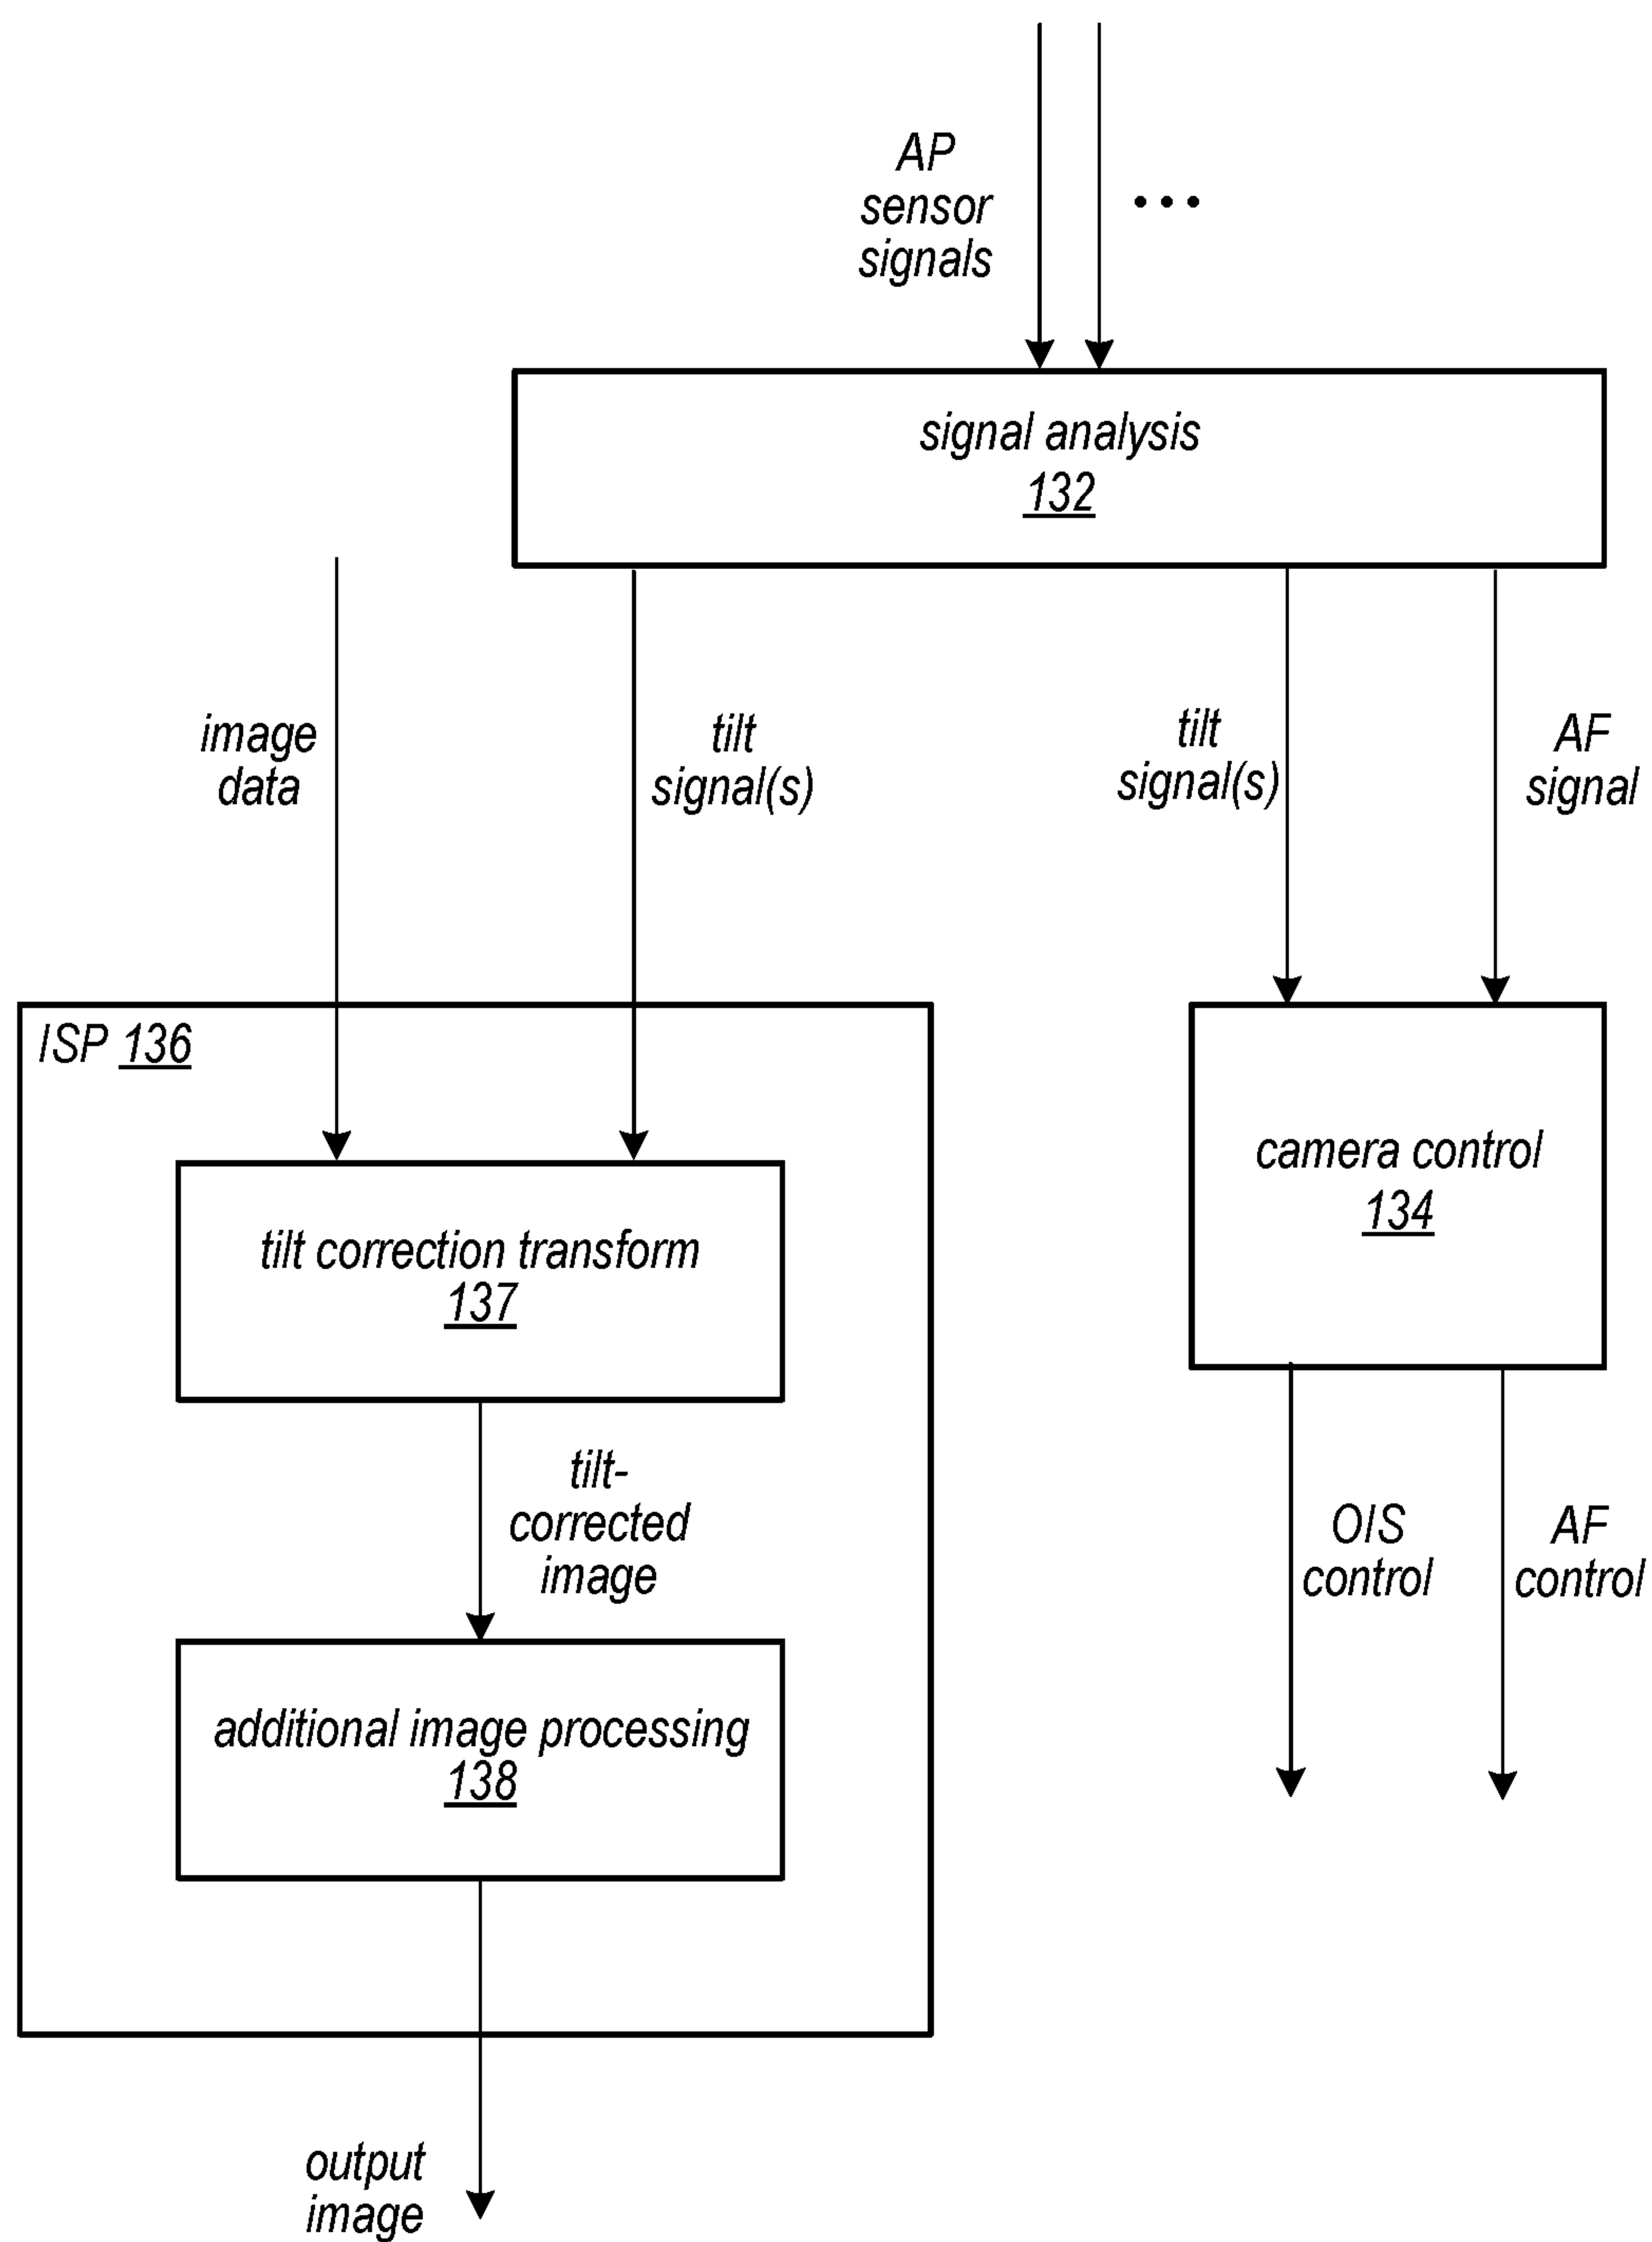 AP
sensor
signals
signal analysis
132
image
data
tilt
signal(s)
tilt
signal(s)
AF
signal
ISP 136
tilt correction transform
137
camera control
134
tilt-
corrected
image
OIS
control
AF
control
additional image processing
138
output
image